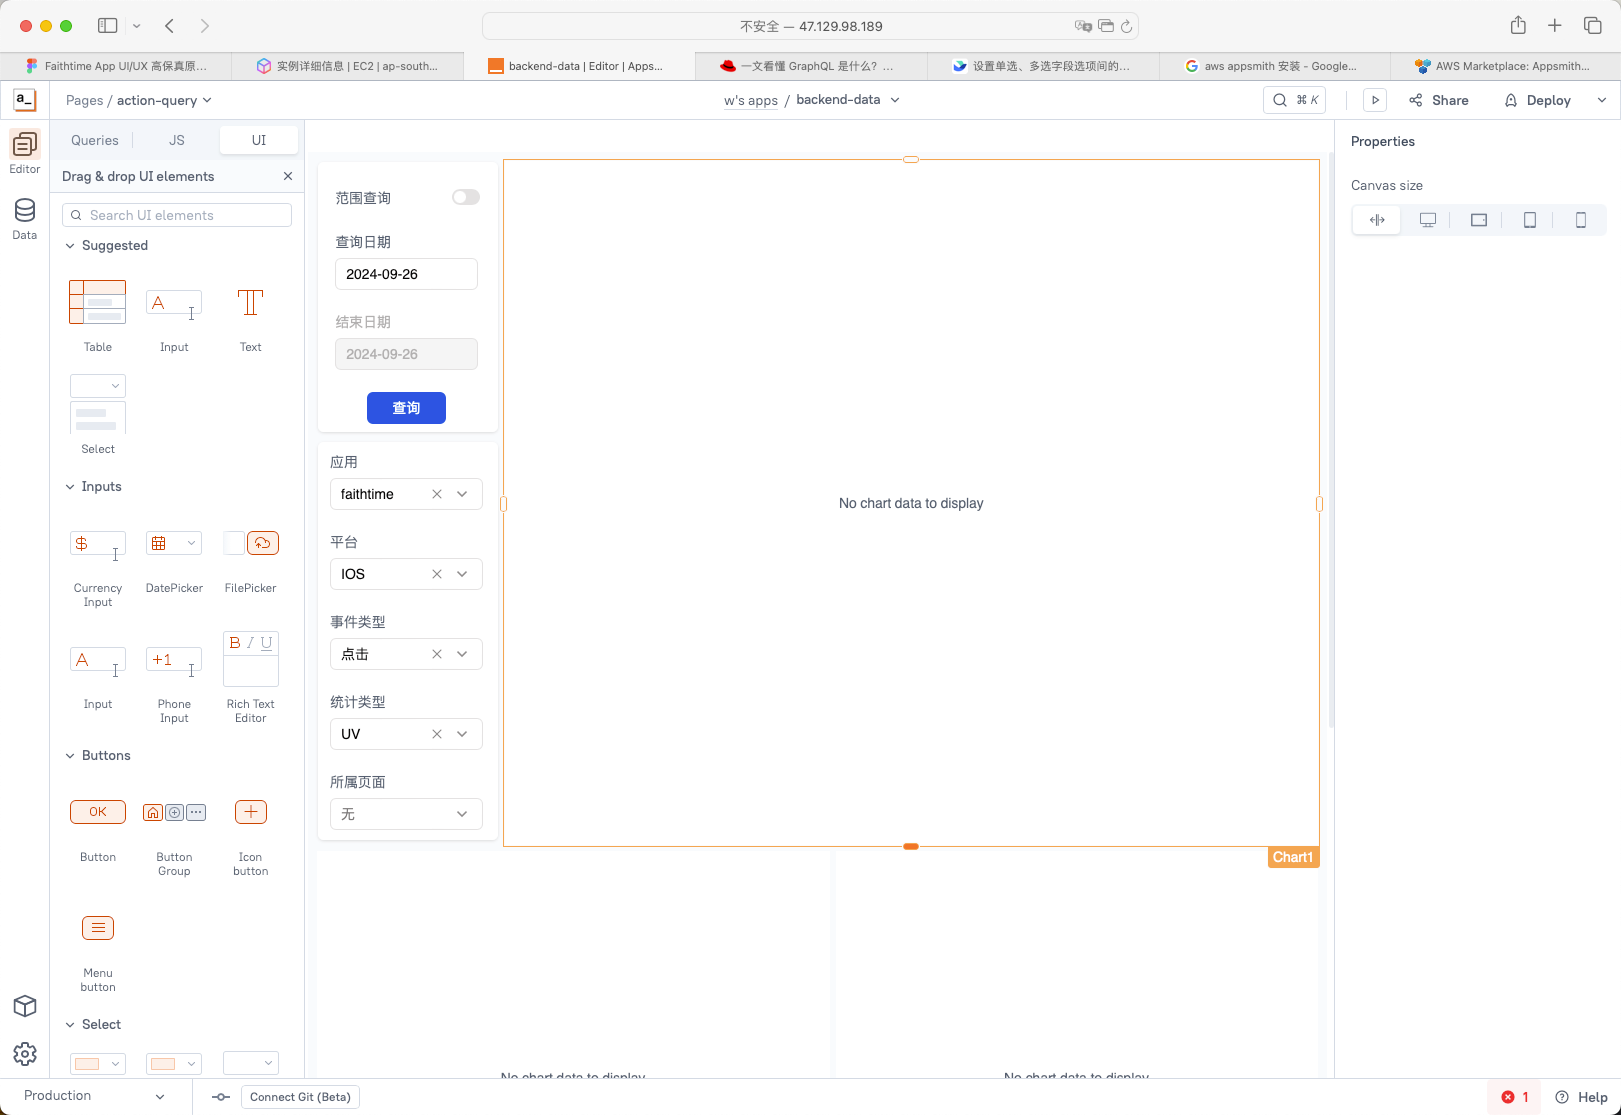 不安全 — 47.129.98.189
Faithtime App UI/UX 高保真原...
实例详细信息 | EC2 | ap-south...
backend-data | Editor | Apps...
一文看懂 GraphQL 是什么？ ...
设置单选、多选字段选项间的...
aws appsmith 安装 - Google...
AWS Marketplace: Appsmith...
a_
Pages / action-query
w's apps / backend-data
⌘ K
Share
Deploy
Editor
Data
Queries
JS
UI
Drag & drop UI elements
Search UI elements
Suggested
A
Table
Input
Text
Select
Inputs
$
Currency
Input
DatePicker
FilePicker
A
+1
B I U
Input
Phone
Input
Rich Text
Editor
Buttons
OK
Button
Button
Group
Icon
button
Menu
button
Select
范围查询
查询日期
2024-09-26
结束日期
2024-09-26
查询
应用
faithtime
平台
IOS
事件类型
点击
统计类型
UV
所属页面
无
No chart data to display
Chart1
No chart data to display
No chart data to display
Properties
Canvas size
Production
Connect Git (Beta)
1
Help